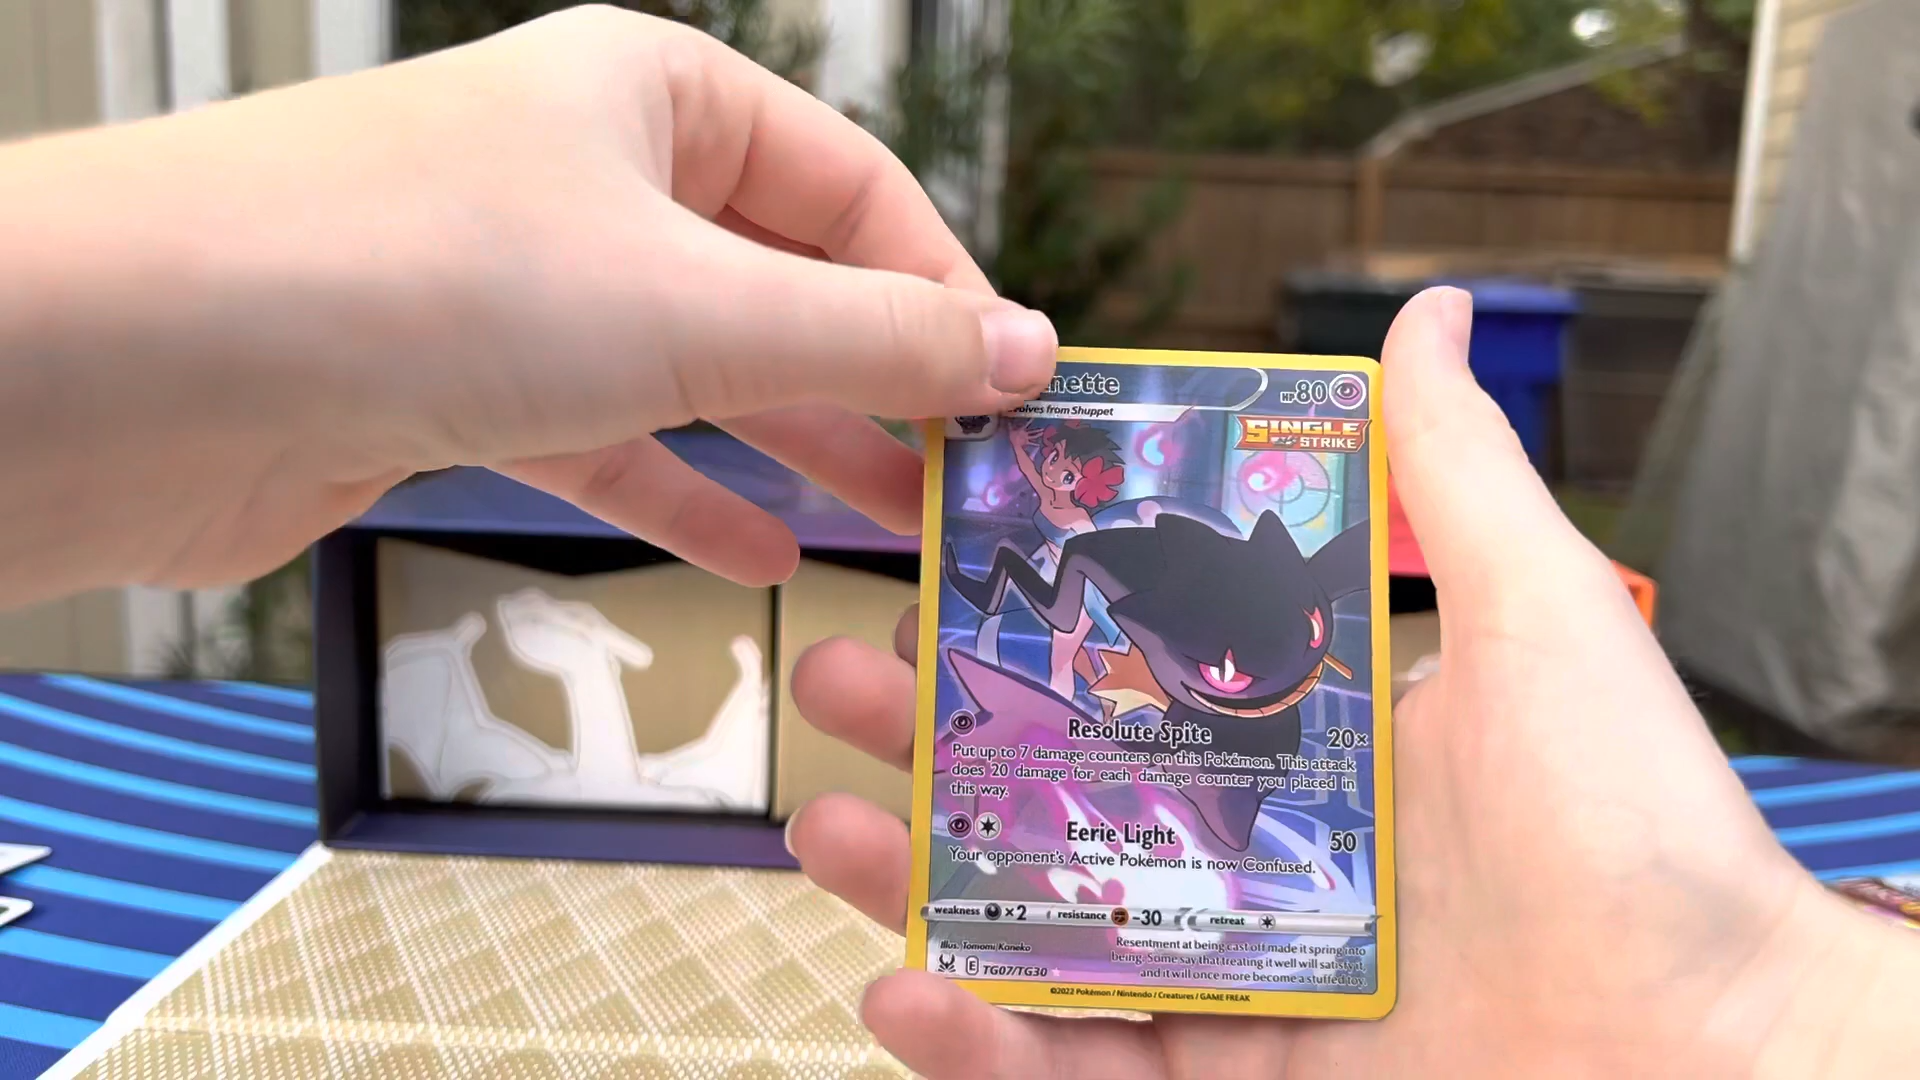 nette
HP80
volves from Shuppet
SINGLE
STRIKE
Resolute Spite 20×
Put up to 7 damage counters on this Pokémon. This attack
does 20 damage for each damage counter you placed in
this way.
Eerie Light 50
Your opponent's Active Pokémon is now Confused.
weakness ×2 resistance -30 retreat
Illus. Tomomi Kaneko
Resentment at being cast off made it spring into
being. Some say that treating it well will satisfy it,
and it will once more become a stuffed toy.
E TG07/TG30
©2022 Pokémon / Nintendo / Creatures / GAME FREAK